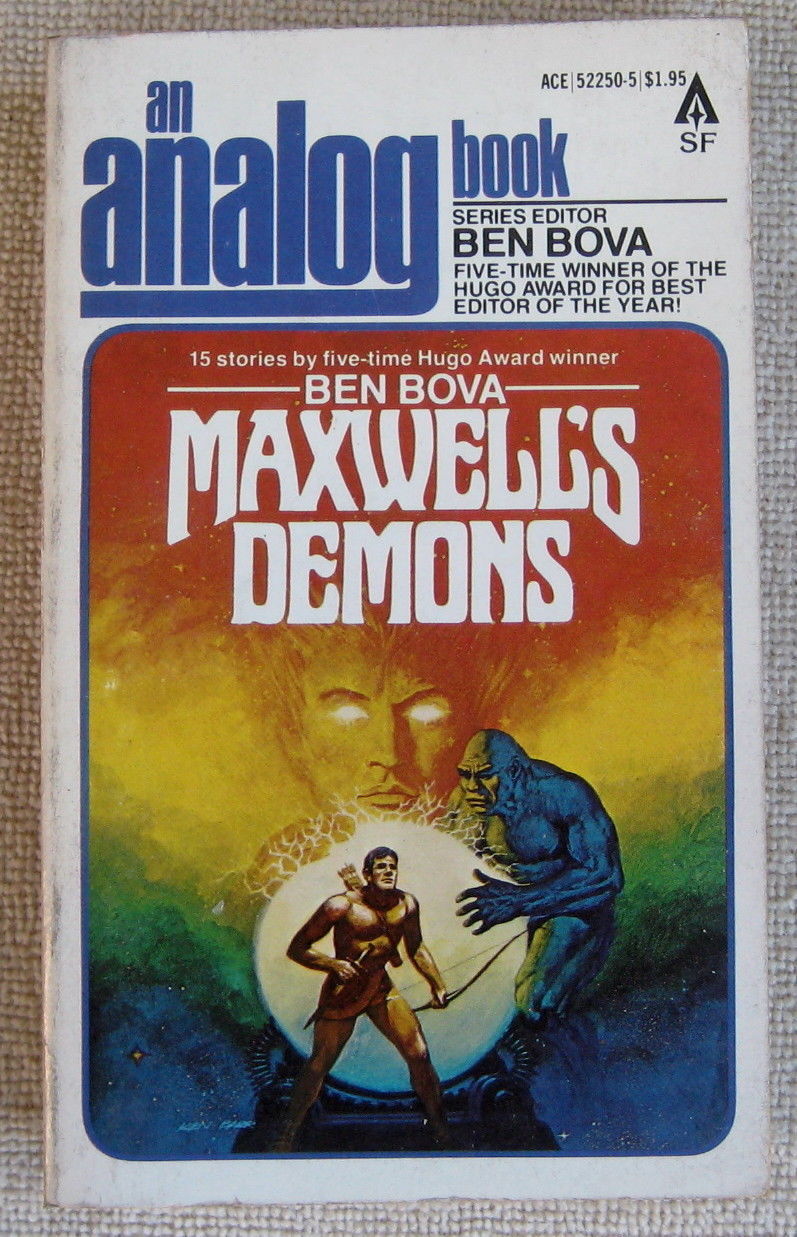 ACE|52250-5|$1.95
SF
an
analog
book
SERIES EDITOR
BEN BOVA
FIVE-TIME WINNER OF THE
HUGO AWARD FOR BEST
EDITOR OF THE YEAR!
15 stories by five-time Hugo Award winner
BEN BOVA
MAXWELL'S
DEMONS